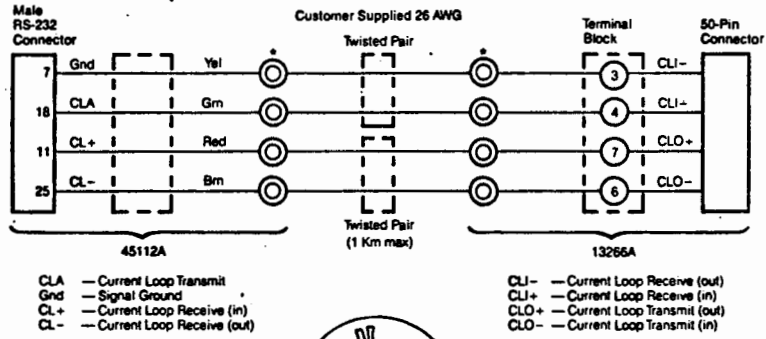 Male
RS-232
Connector
Customer Supplied 26 AWG
Twisted Pair
Terminal
Block
50-Pin
Connector
7 Gnd Yel * * 3 CLI-
18 CLA Grn 4 CLI+
11 CL+ Red 7 CLO+
25 CL- Brn 6 CLO-
Twisted Pair
(1 Km max)
45112A
13266A
CLA — Current Loop Transmit
Gnd — Signal Ground
CL+ — Current Loop Receive (in)
CL- — Current Loop Receive (out)
CLI- — Current Loop Receive (out)
CLI+ — Current Loop Receive (in)
CLO+ — Current Loop Transmit (out)
CLO- — Current Loop Transmit (in)